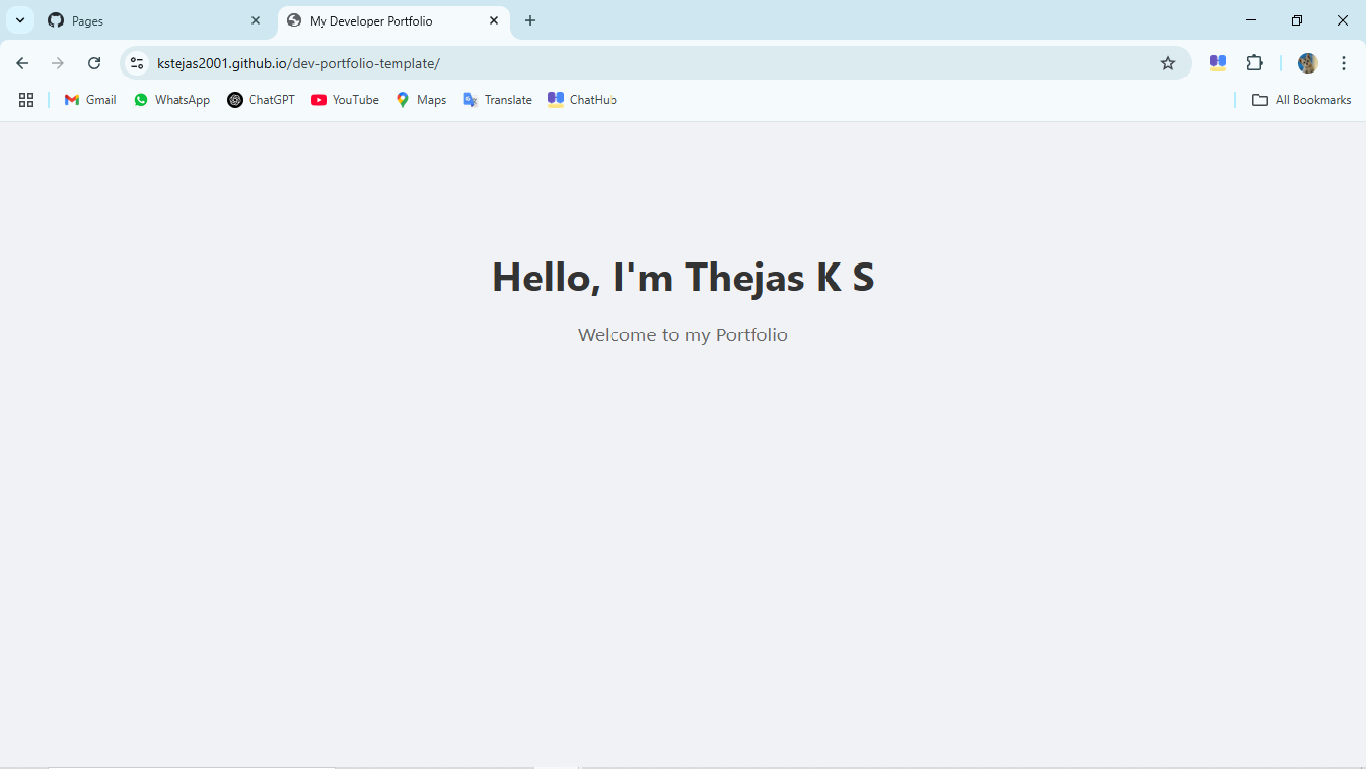 Pages
My Developer Portfolio
kstejas2001.github.io/dev-portfolio-template/
Gmail WhatsApp ChatGPT YouTube Maps Translate ChatHub All Bookmarks
Hello, I'm Thejas K S
Welcome to my Portfolio